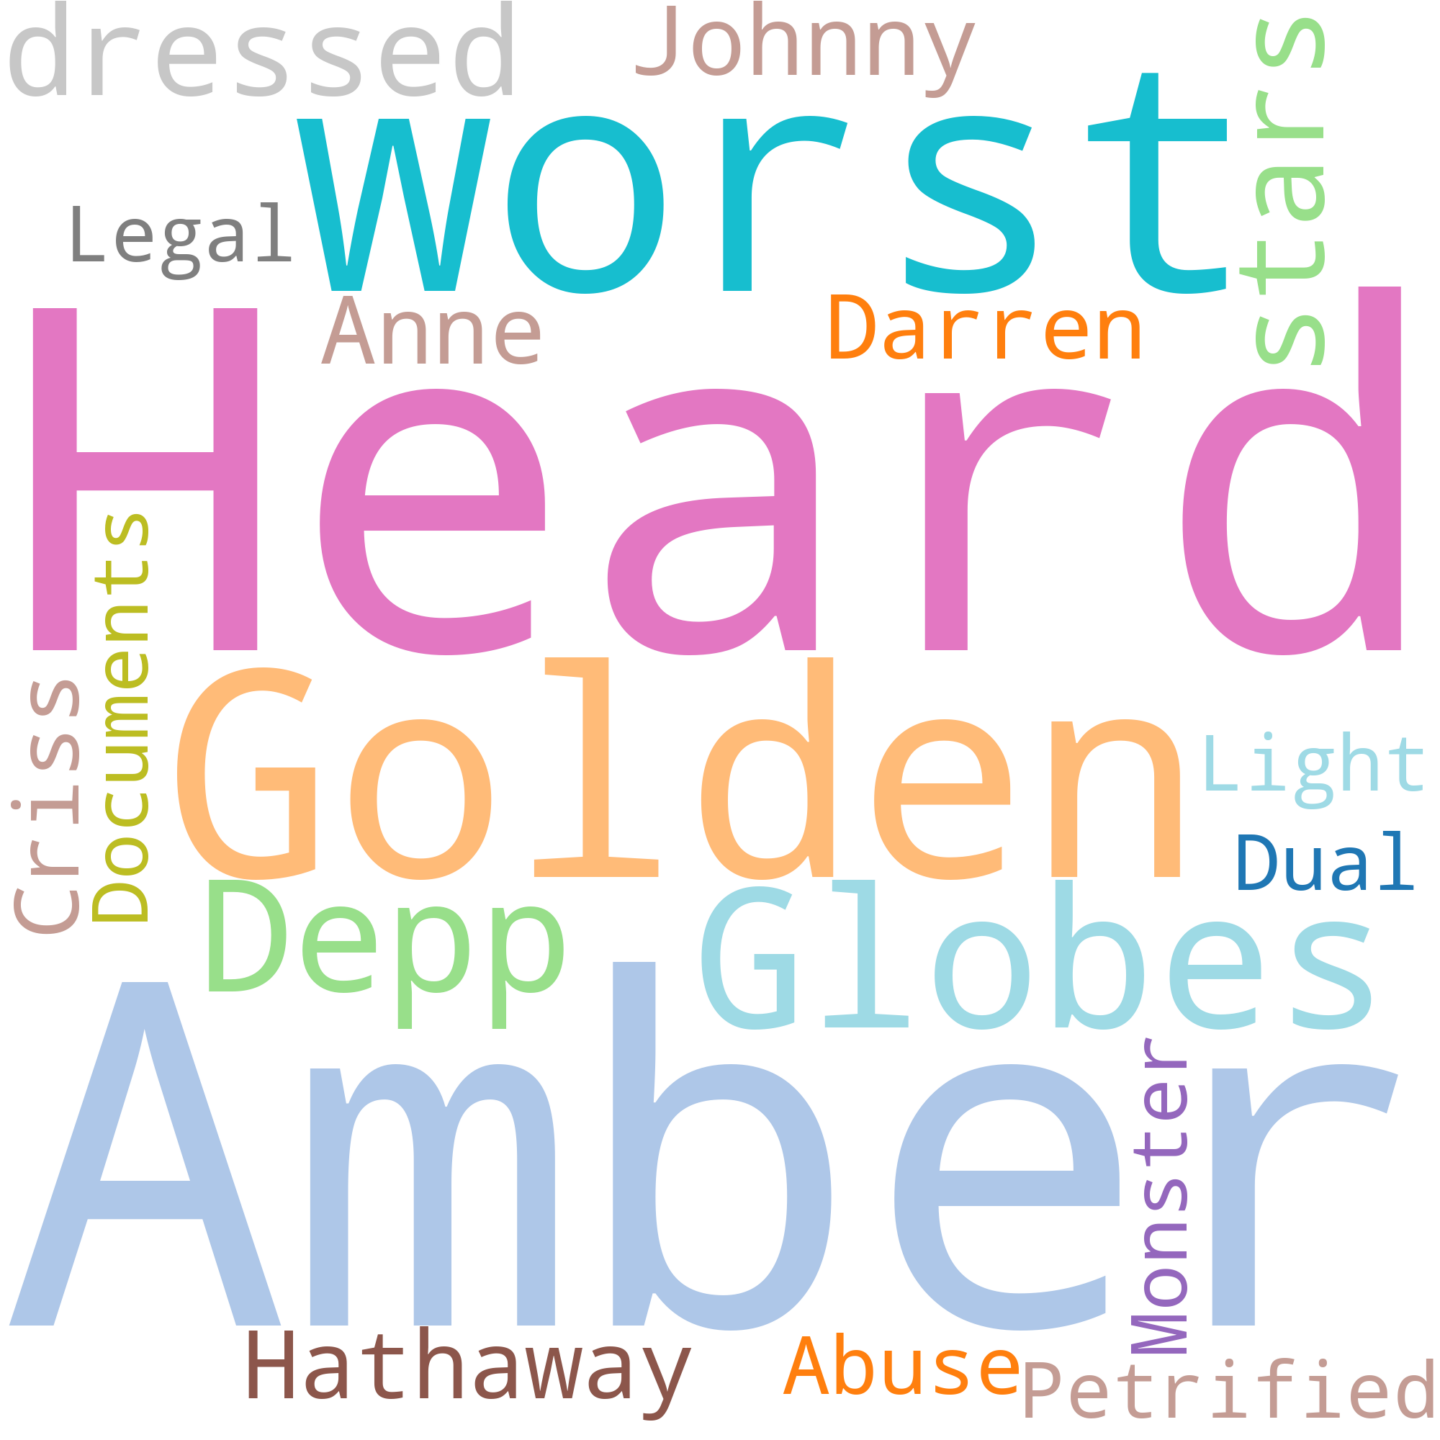 dressed
Johnny
stars
worst
Legal
Anne
Darren
Heard
Documents
Criss
Golden
Light
Dual
Depp
Globes
Amber
Monster
Hathaway
Abuse
Petrified